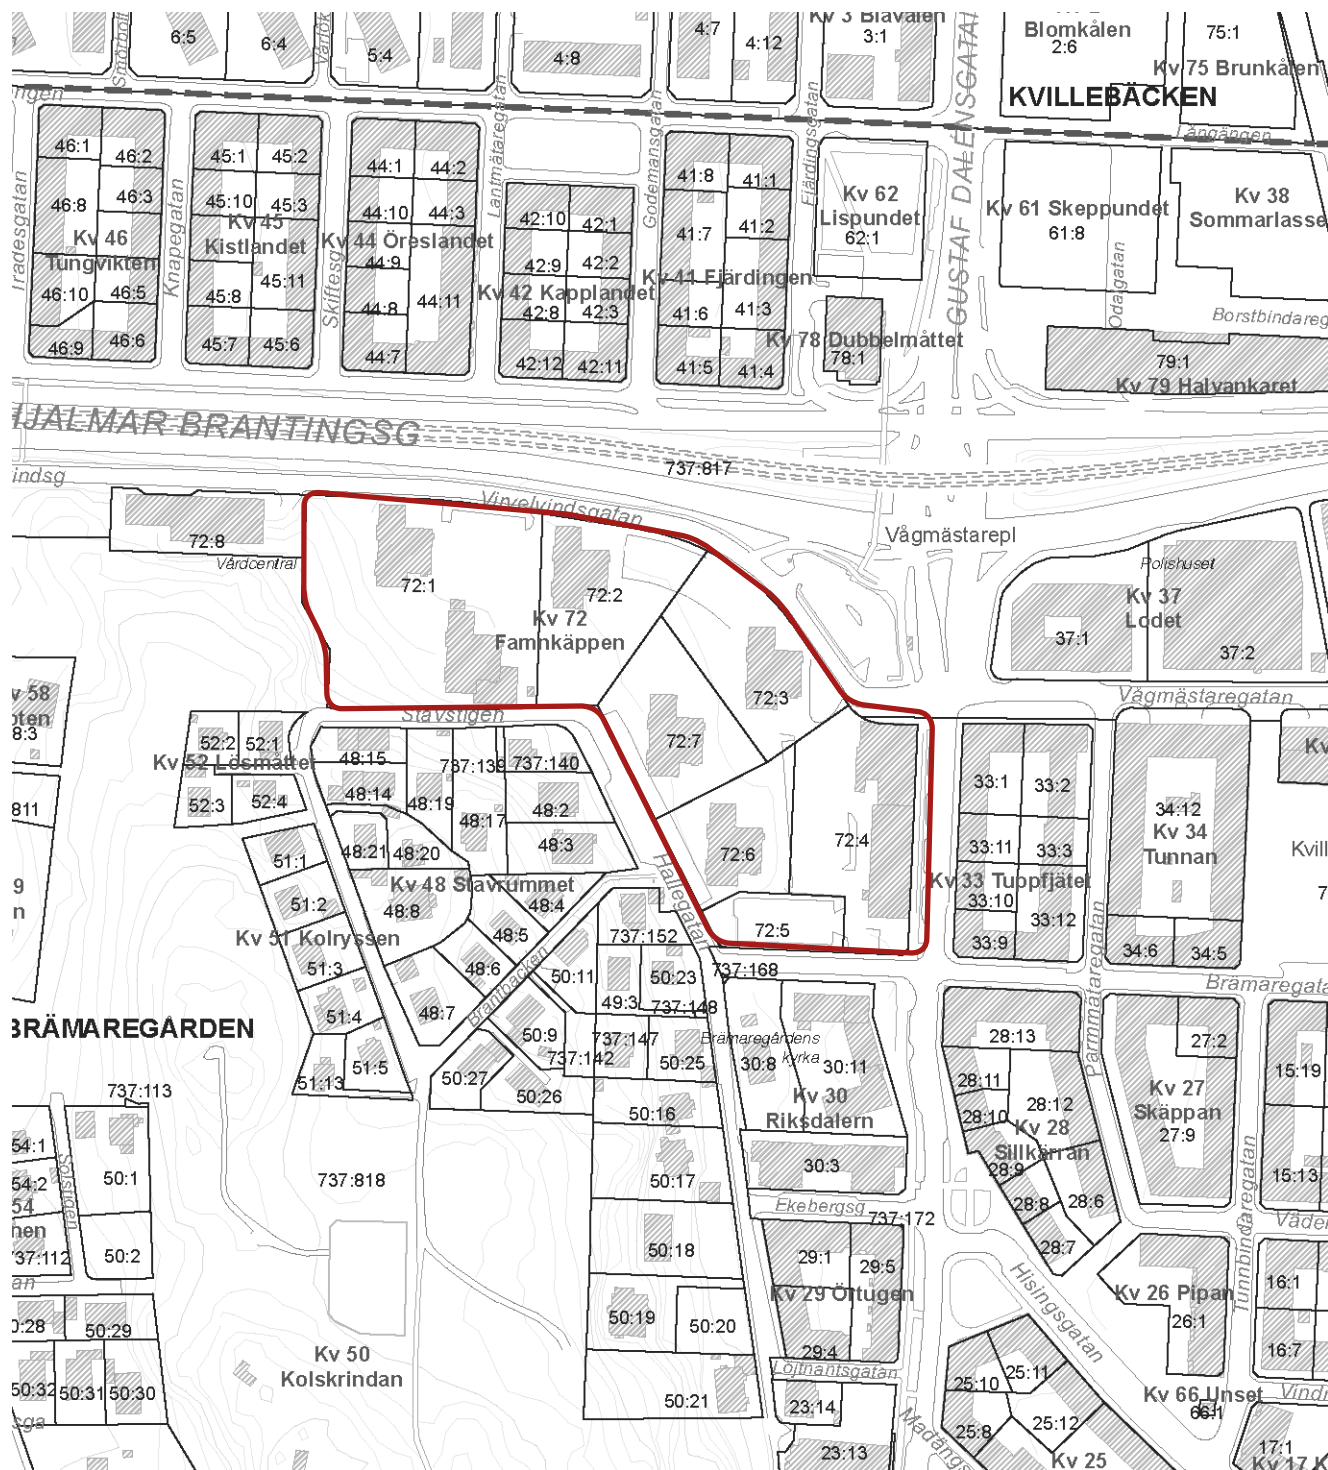 Kv 3 Blåvalen
3:1
Blomkålen
2:6
75:1
Kv 75 Brunkålen
KVILLEBÄCKEN
6:5
6:4
5:4
4:8
4:7
4:12
Godemansgatan
Fjärdingsgatan
GUSTAF DALÉNSGATAN
Långängen
Lantmätaregatan
46:1
46:2
46:3
46:8
Kv 46
Tungvikten
46:10
46:5
46:9
46:6
Knapegatan
45:1
45:2
45:10
45:3
Kv 45
Kistlandet
45:11
45:8
45:7
45:6
Skiftesg
44:1
44:2
44:10
44:3
Kv 44 Öreslandet
44:9
44:8
44:11
44:7
42:10
42:1
42:9
42:2
Kv 42 Kapplandet
42:8
42:3
42:12
42:11
41:8
41:1
41:7
41:2
Kv 41 Fjärdingen
41:6
41:3
41:5
41:4
Kv 62
Lispundet
62:1
Kv 78 Dubbelmåttet
78:1
Kv 61 Skeppundet
61:8
Odalgatan
Kv 38
Sommarlasse
Borstbindareg
79:1
Kv 79 Halvankaret
HJALMAR BRANTINGSG
737:817
indsg
Virvelvindsgatan
Vågmästarepl
72:8
Vårdcentral
72:1
72:2
Kv 72
Famnkäppen
72:3
72:7
72:6
72:4
72:5
Polishuset
Kv 37
Lodet
37:1
37:2
Vågmästaregatan
Stavstigen
52:2
52:1
Kv 52 Lösmåttet
52:3
52:4
48:15
737:139
737:140
48:14
48:19
48:17
48:2
48:3
48:21
48:20
Kv 48 Stavrummet
48:8
48:4
48:5
48:6
48:7
Hallegatan
Brantbacken
51:1
51:2
Kv 51 Kolryssen
51:3
51:4
51:5
51:13
33:1
33:2
33:11
33:3
Kv 33 Tuppfjätet
33:10
33:12
33:9
34:12
Kv 34
Tunnan
34:6
34:5
Parmmätaregatan
737:152
50:11
50:23
49:3
737:148
737:168
50:9
737:147
737:142
50:25
50:27
50:26
50:16
50:17
50:18
50:19
50:20
50:21
BRÄMAREGÅRDEN
737:113
50:1
50:2
737:112
54:1
54:2
Solstigen
50:29
50:31
50:30
737:818
Kv 50
Kolskrindan
Brämaregårdens
kyrka
30:8
30:11
Kv 30
Riksdalern
30:3
Ekebergsg
737:172
29:1
29:5
Kv 29 Öttugen
29:4
Löjtnantsgatan
23:14
23:13
28:13
28:11
28:10
28:12
Kv 28
Sillkärran
28:9
28:8
28:6
28:7
Hisingsgatan
27:2
Kv 27
Skäppan
27:9
Tunnbindaregatan
15:19
15:13
Kv 26 Pipan
26:1
16:1
16:7
Kv 66 Unset
66:1
25:10
25:11
25:8
25:12
Kv 25
17:1